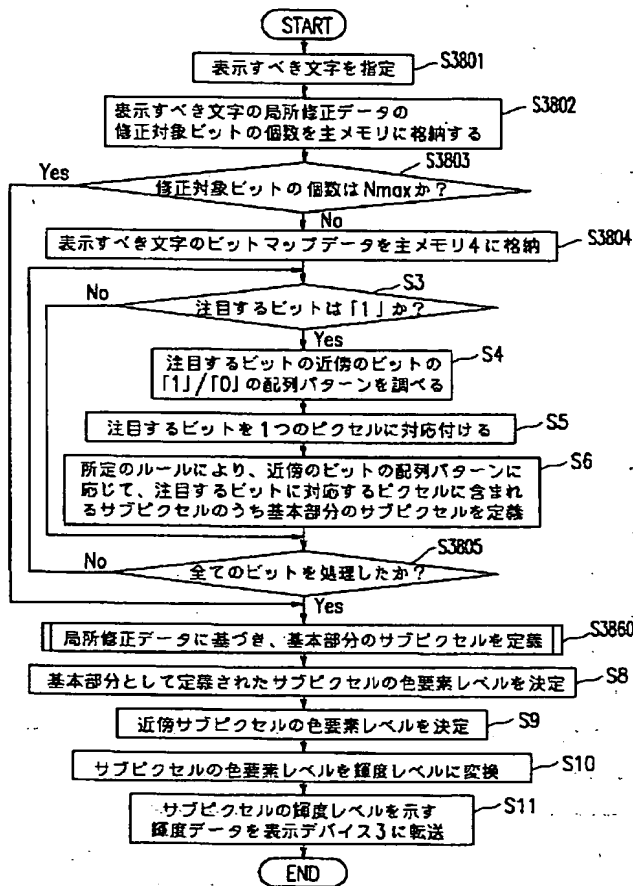 START
表示すべき文字を指定
S3801
表示すべき文字の局所修正データの
修正対象ビットの個数を主メモリに格納する
S3802
修正対象ビットの個数はNmaxか？
S3803
Yes
No
表示すべき文字のビットマップデータを主メモリ4に格納
S3804
注目するビットは「1」か？
S3
No
Yes
注目するビットの近傍のビットの
「1」/「0」の配列パターンを調べる
S4
注目するビットを1つのピクセルに対応付ける
S5
所定のルールにより、近傍のビットの配列パターンに
応じて、注目するビットに対応するピクセルに含まれ
るサブピクセルのうち基本部分のサブピクセルを定義
S6
全てのビットを処理したか？
S3805
No
Yes
局所修正データに基づき、基本部分のサブピクセルを定義
S3860
基本部分として定義されたサブピクセルの色要素レベルを決定
S8
近傍サブピクセルの色要素レベルを決定
S9
サブピクセルの色要素レベルを輝度レベルに変換
S10
サブピクセルの輝度レベルを示す
輝度データを表示デバイス3に転送
S11
END